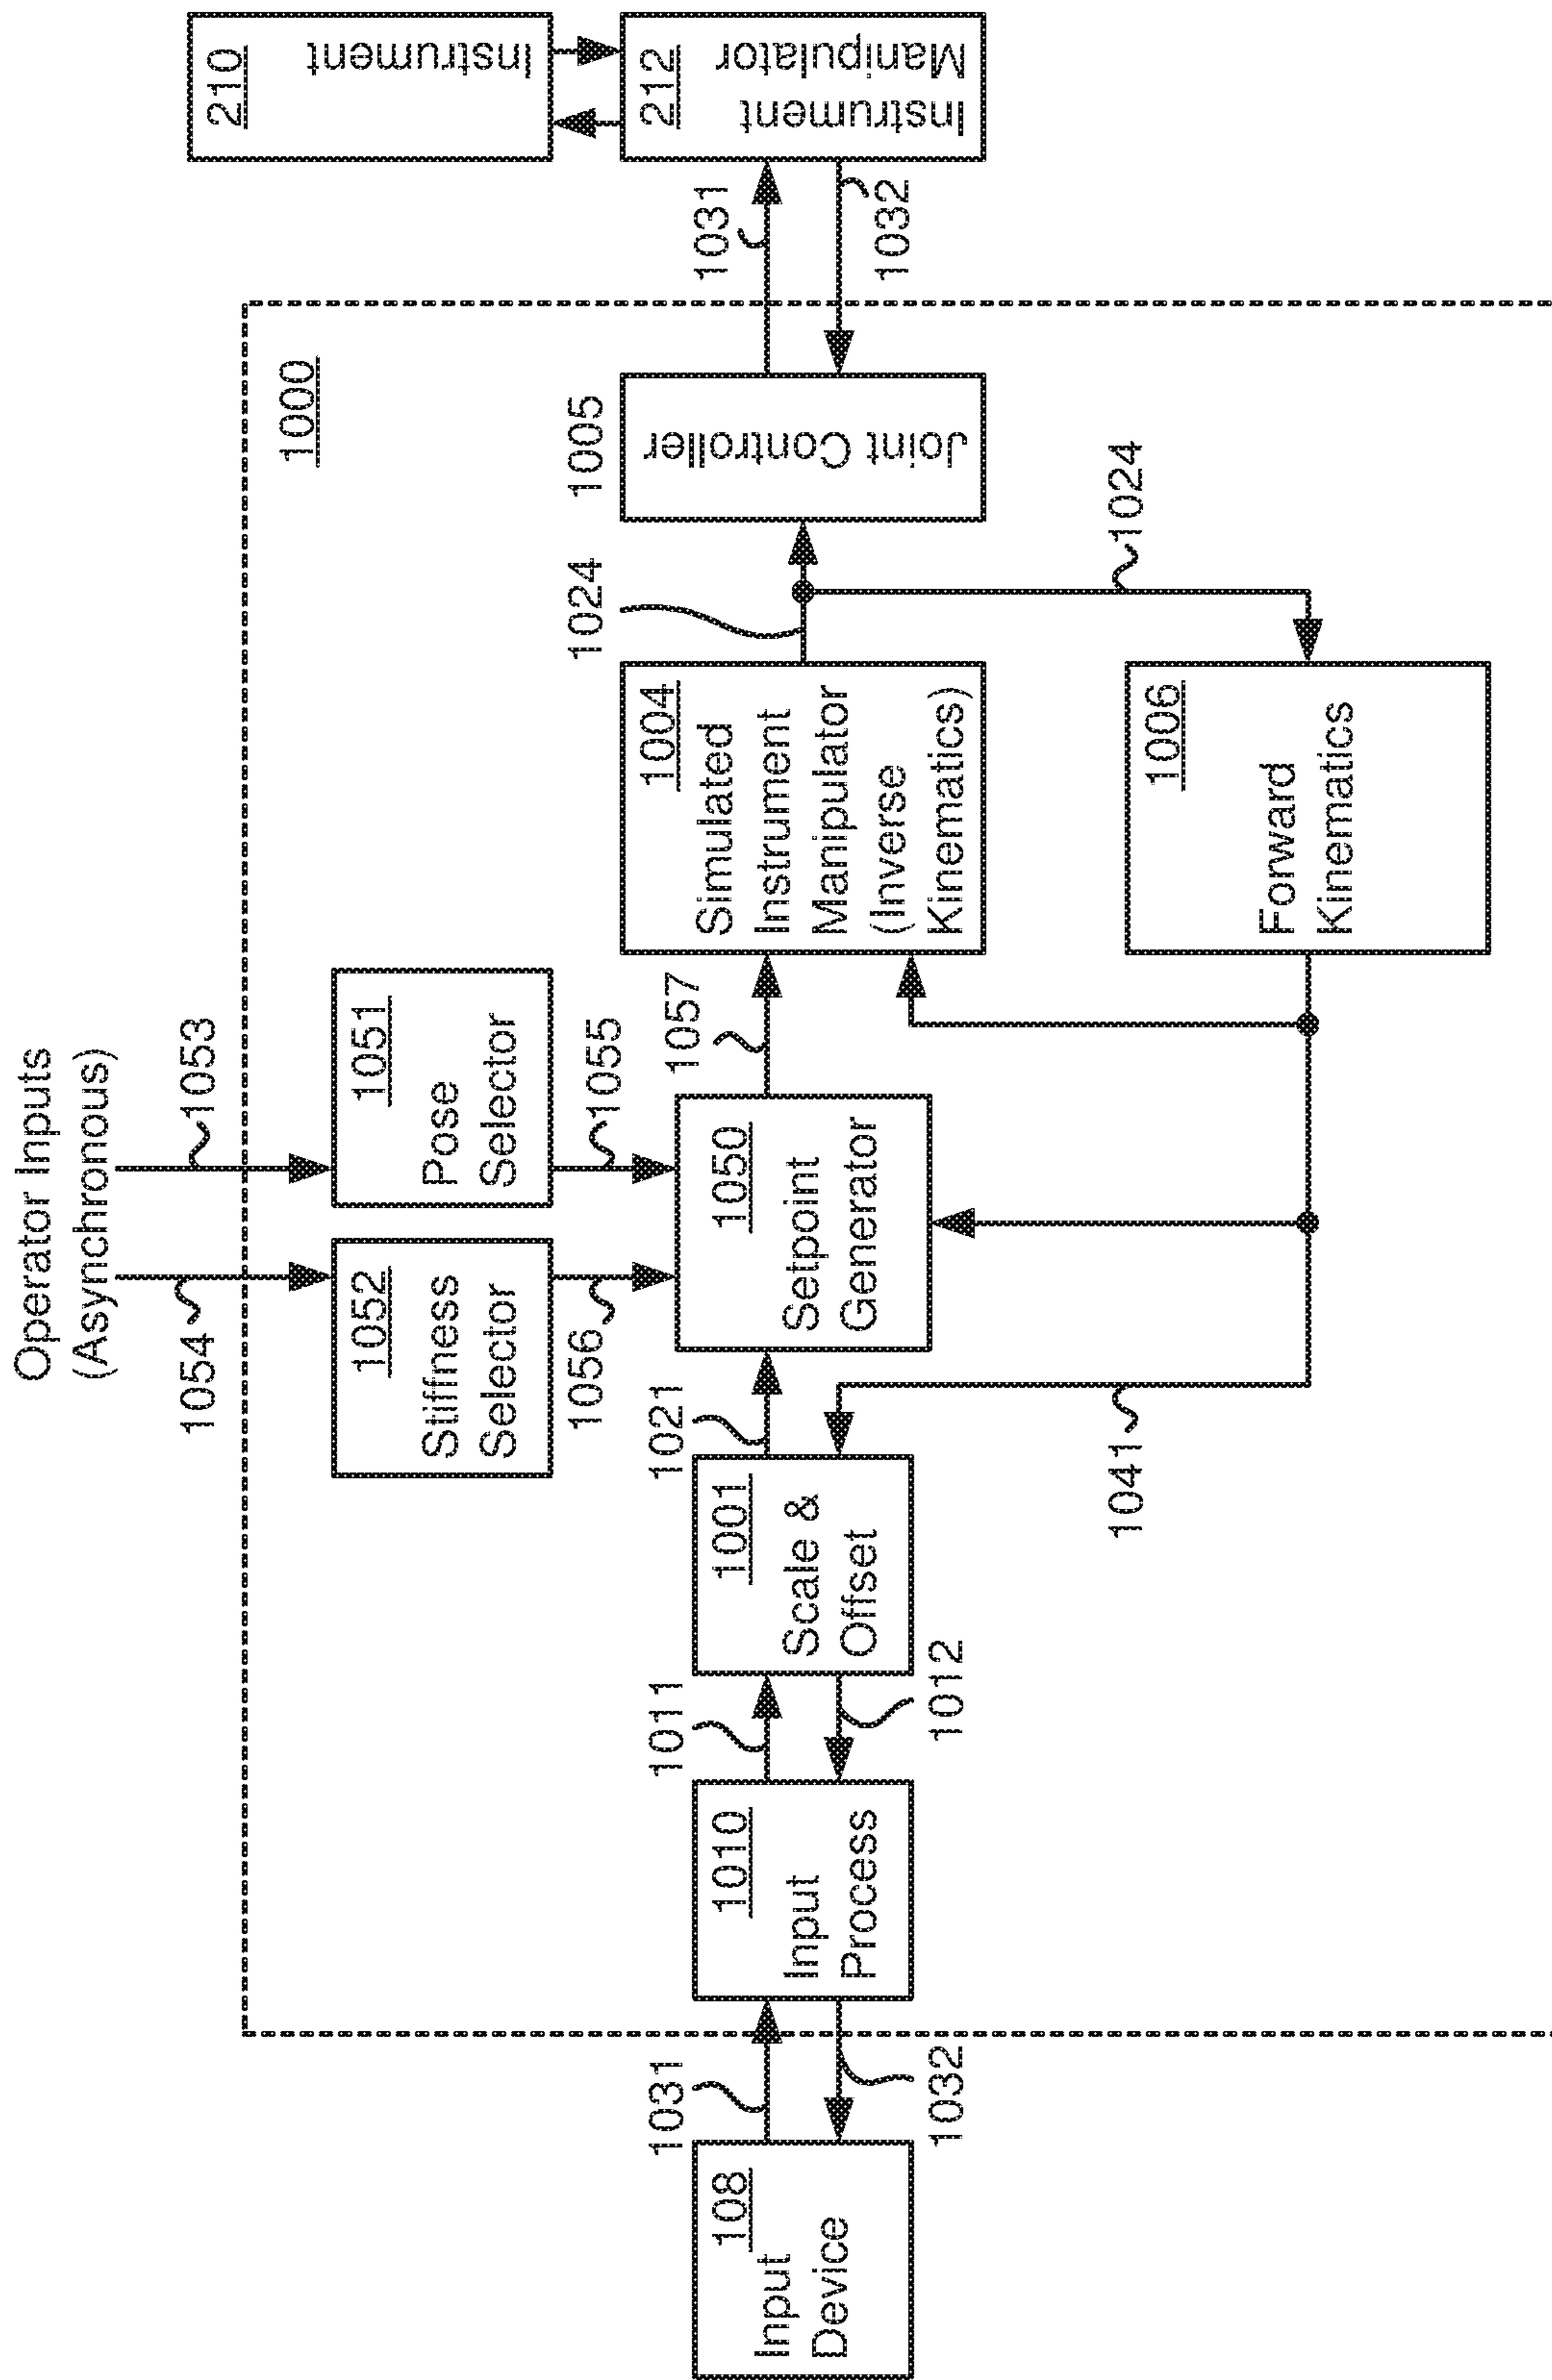 Operator Inputs
(Asynchronous)
1054
1053
1000
1052
Stiffness
Selector
1051
Pose
Selector
1056
1055
108
Input
Device
1031
1032
1010
Input
Process
1011
1012
1001
Scale &
Offset
1021
1041
1050
Setpoint
Generator
1057
1004
Simulated
Instrument
Manipulator
(Inverse
Kinematics)
1024
1006
Forward
Kinematics
1024
1005
Joint Controller
1031
1032
210
Instrument
212
Instrument
Manipulator